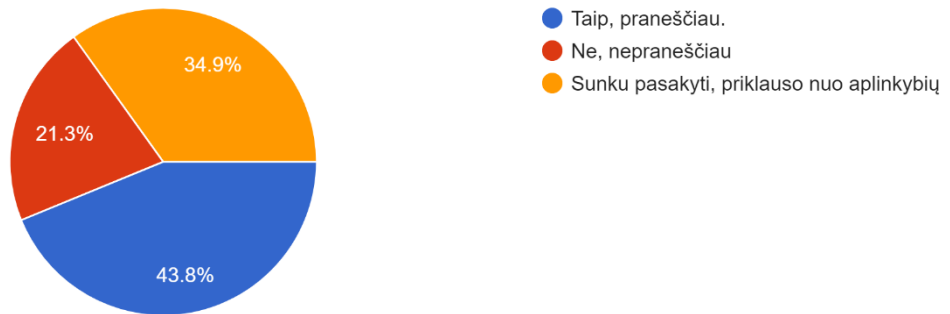 Taip, praneščiau.
Ne, nepraneščiau
Sunku pasakyti, priklauso nuo aplinkybių
34.9%
21.3%
43.8%